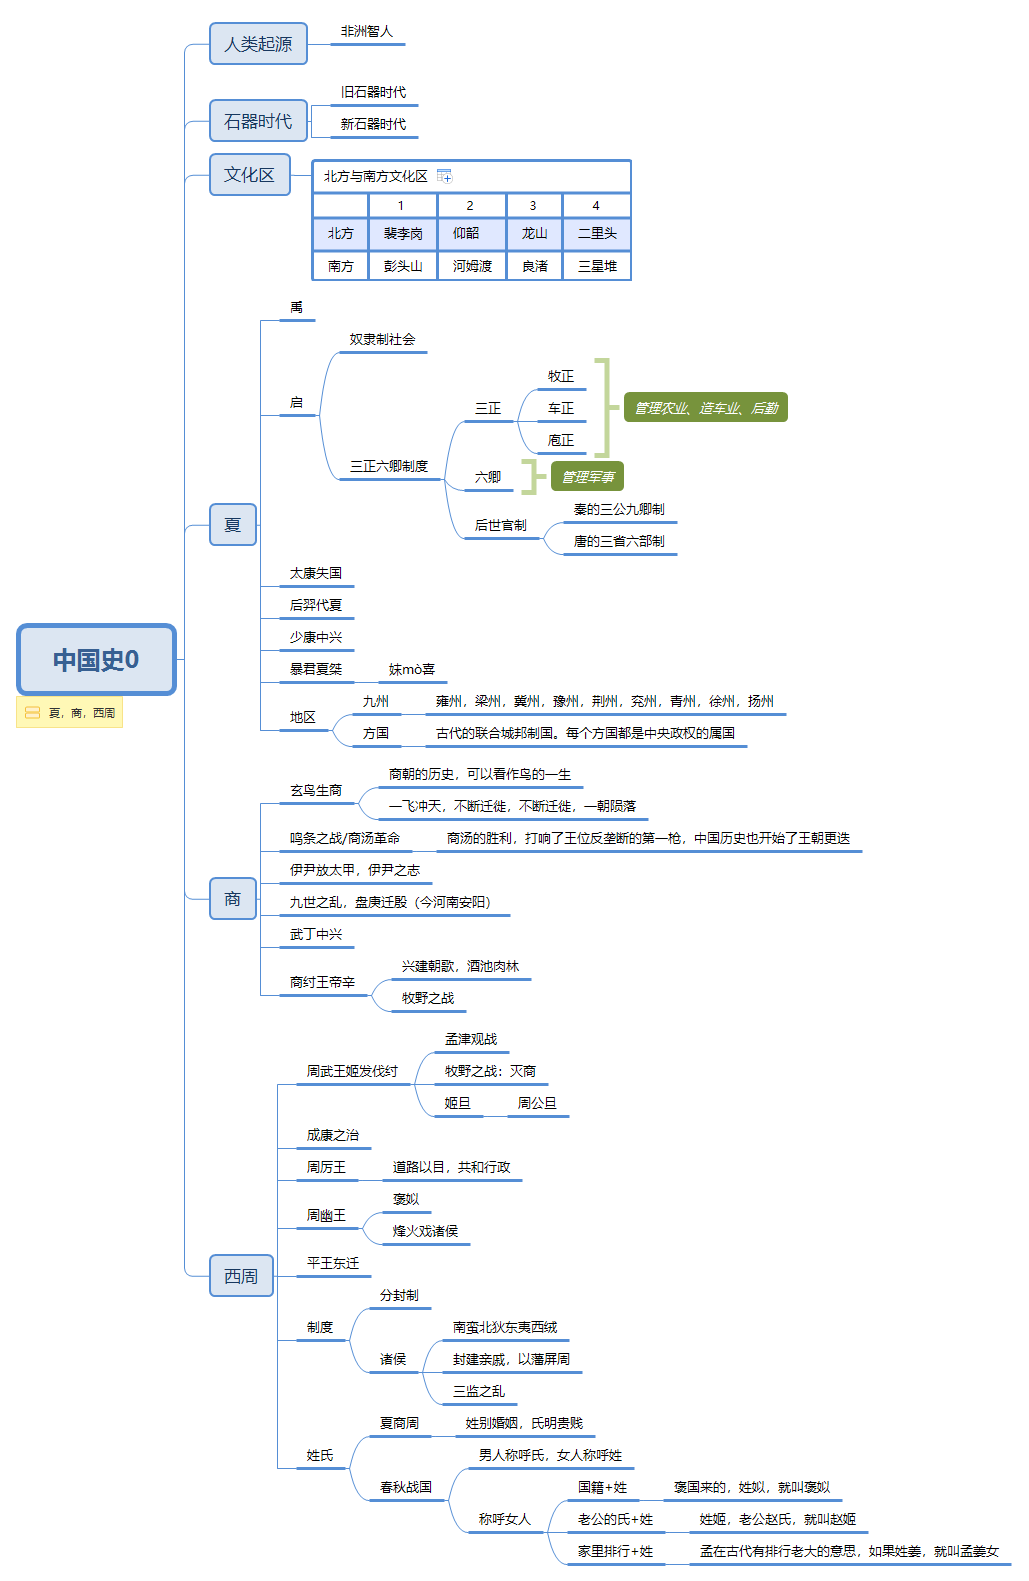 人类起源
非洲智人
石器时代
旧石器时代
新石器时代
文化区
北方与南方文化区
1 2 3 4
北方 裴李岗 仰韶 龙山 二里头
南方 彭头山 河姆渡 良渚 三星堆
夏
禹
启
奴隶制社会
三正六卿制度
三正
牧正
车正
庖正
管理农业、造车业、后勤
六卿
管理军事
后世官制
秦的三公九卿制
唐的三省六部制
太康失国
后羿代夏
少康中兴
暴君夏桀
妺mò喜
地区
九州
雍州，梁州，冀州，豫州，荆州，兖州，青州，徐州，扬州
方国
古代的联合城邦制国。每个方国都是中央政权的属国
中国史0
夏，商，西周
商
玄鸟生商
商朝的历史，可以看作鸟的一生
一飞冲天，不断迁徙，不断迁徙，一朝陨落
鸣条之战/商汤革命
商汤的胜利，打响了王位反垄断的第一枪，中国历史也开始了王朝更迭
伊尹放太甲，伊尹之志
九世之乱，盘庚迁殷（今河南安阳）
武丁中兴
商纣王帝辛
兴建朝歌，酒池肉林
牧野之战
西周
周武王姬发伐纣
孟津观战
牧野之战：灭商
姬旦
周公旦
成康之治
周厉王
道路以目，共和行政
周幽王
褒姒
烽火戏诸侯
平王东迁
制度
分封制
诸侯
南蛮北狄东夷西绒
封建亲戚，以藩屏周
三监之乱
姓氏
夏商周
姓别婚姻，氏明贵贱
春秋战国
男人称呼氏，女人称呼姓
称呼女人
国籍+姓
褒国来的，姓姒，就叫褒姒
老公的氏+姓
姓姬，老公赵氏，就叫赵姬
家里排行+姓
孟在古代有排行老大的意思，如果姓姜，就叫孟姜女